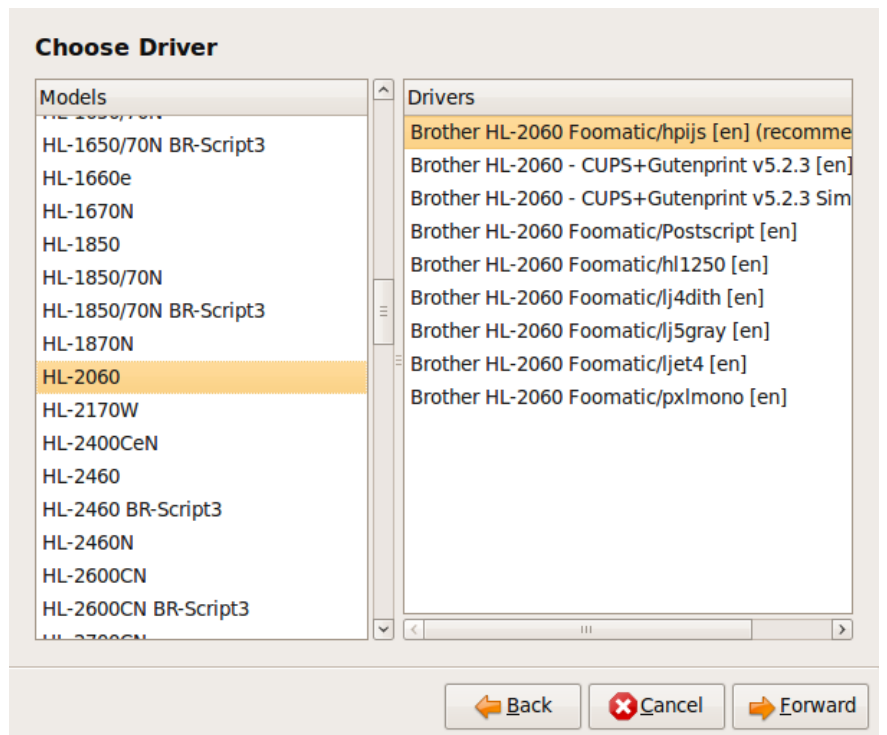 Choose Driver
Models
HL-1650/70N BR-Script3
HL-1660e
HL-1670N
HL-1850
HL-1850/70N
HL-1850/70N BR-Script3
HL-1870N
HL-2060
HL-2170W
HL-2400CeN
HL-2460
HL-2460 BR-Script3
HL-2460N
HL-2600CN
HL-2600CN BR-Script3
Drivers
Brother HL-2060 Foomatic/hpijs [en] (recomme
Brother HL-2060 - CUPS+Gutenprint v5.2.3 [en]
Brother HL-2060 - CUPS+Gutenprint v5.2.3 Sim
Brother HL-2060 Foomatic/Postscript [en]
Brother HL-2060 Foomatic/hl1250 [en]
Brother HL-2060 Foomatic/lj4dith [en]
Brother HL-2060 Foomatic/lj5gray [en]
Brother HL-2060 Foomatic/ljet4 [en]
Brother HL-2060 Foomatic/pxlmono [en]
Back
Cancel
Forward